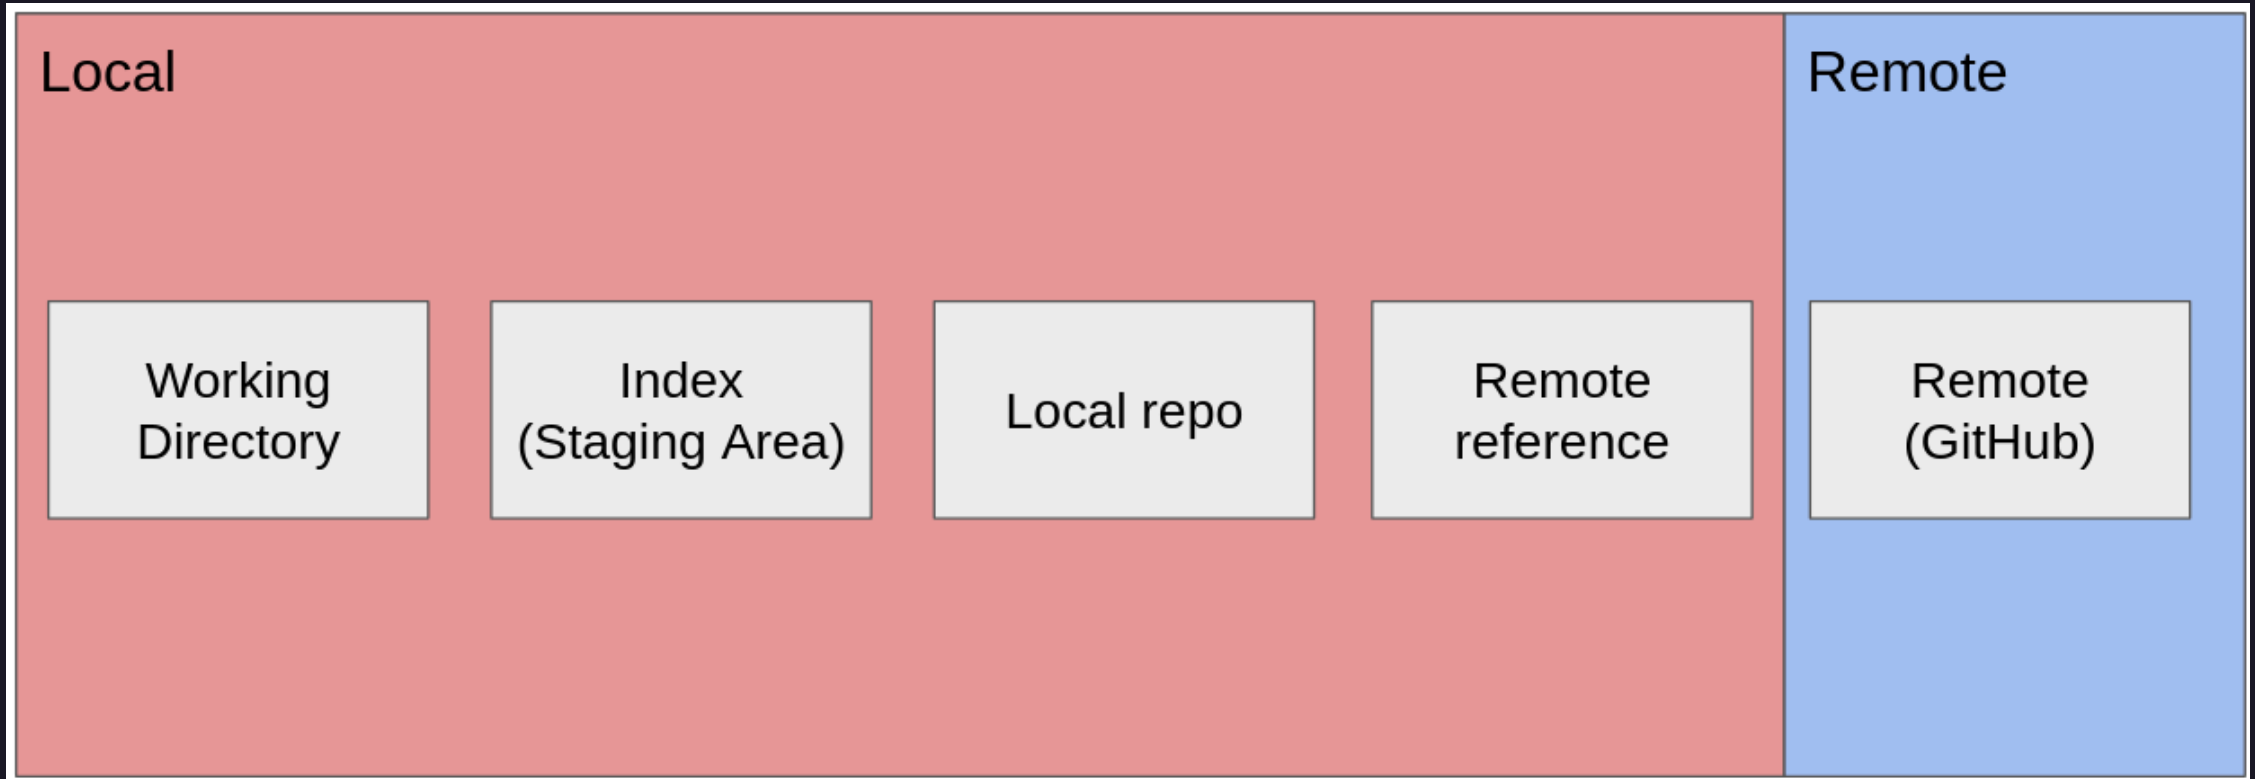 Local
Remote
Working
Directory
Index
(Staging Area)
Local repo
Remote
reference
Remote
(GitHub)